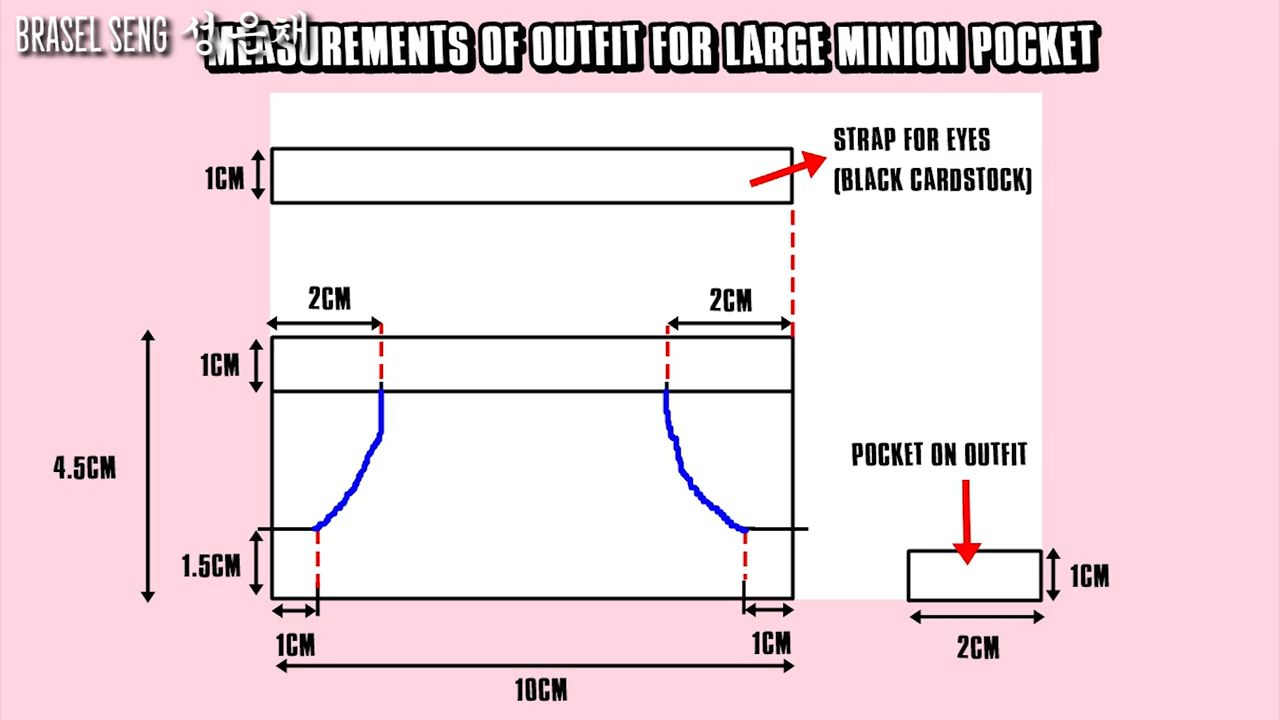 BRASEL SENG 성은채
MEASUREMENTS OF OUTFIT FOR LARGE MINION POCKET
STRAP FOR EYES
(BLACK CARDSTOCK)
1CM
2CM
2CM
1CM
4.5CM
POCKET ON OUTFIT
1.5CM
1CM
1CM
1CM
2CM
10CM